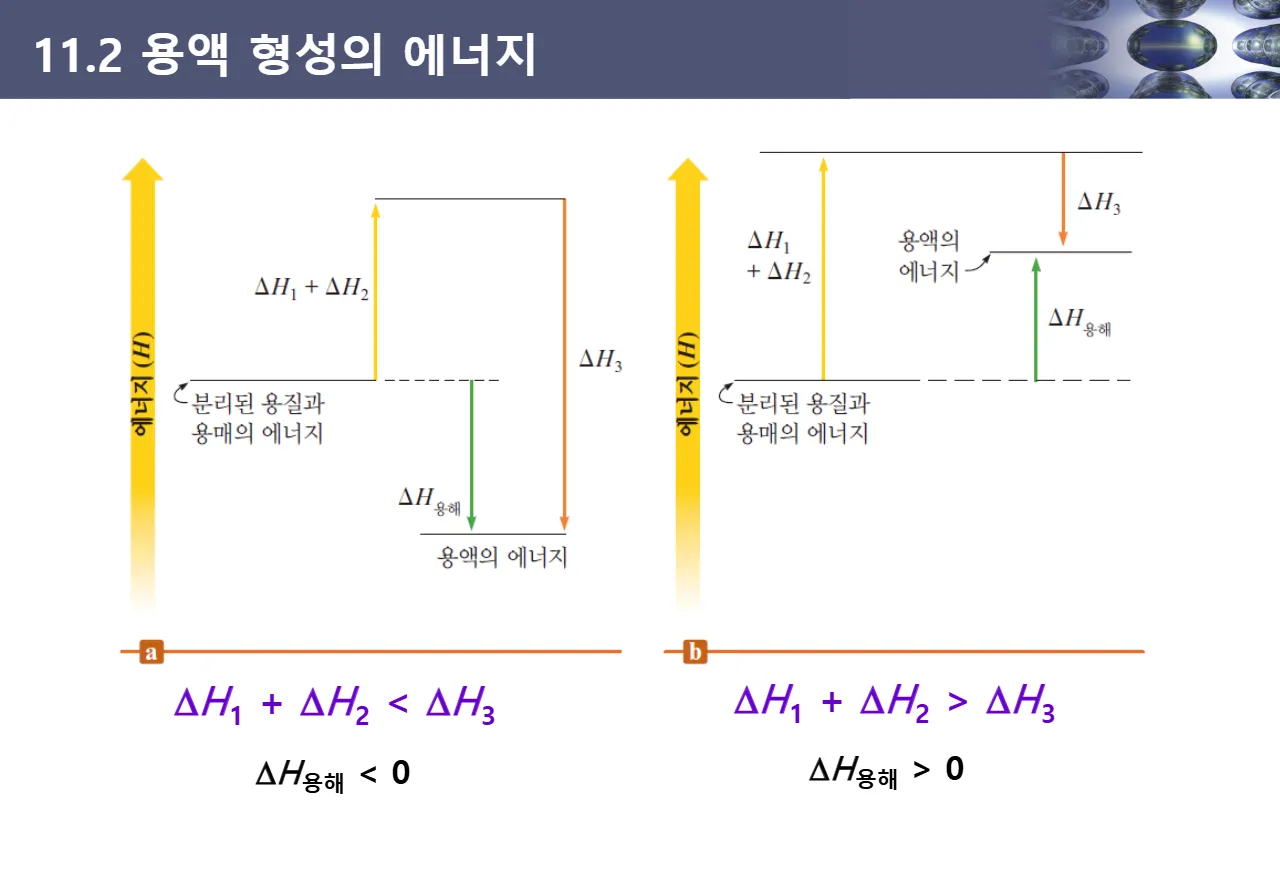 11.2 용액 형성의 에너지
에너지 (H)
ΔH₁ + ΔH₂
ΔH₃
분리된 용질과
용매의 에너지
ΔH용해
용액의 에너지
a
ΔH₁ + ΔH₂ < ΔH₃
ΔH용해 < 0
에너지 (H)
ΔH₁
+ ΔH₂
ΔH₃
용액의
에너지
ΔH용해
분리된 용질과
용매의 에너지
b
ΔH₁ + ΔH₂ > ΔH₃
ΔH용해 > 0